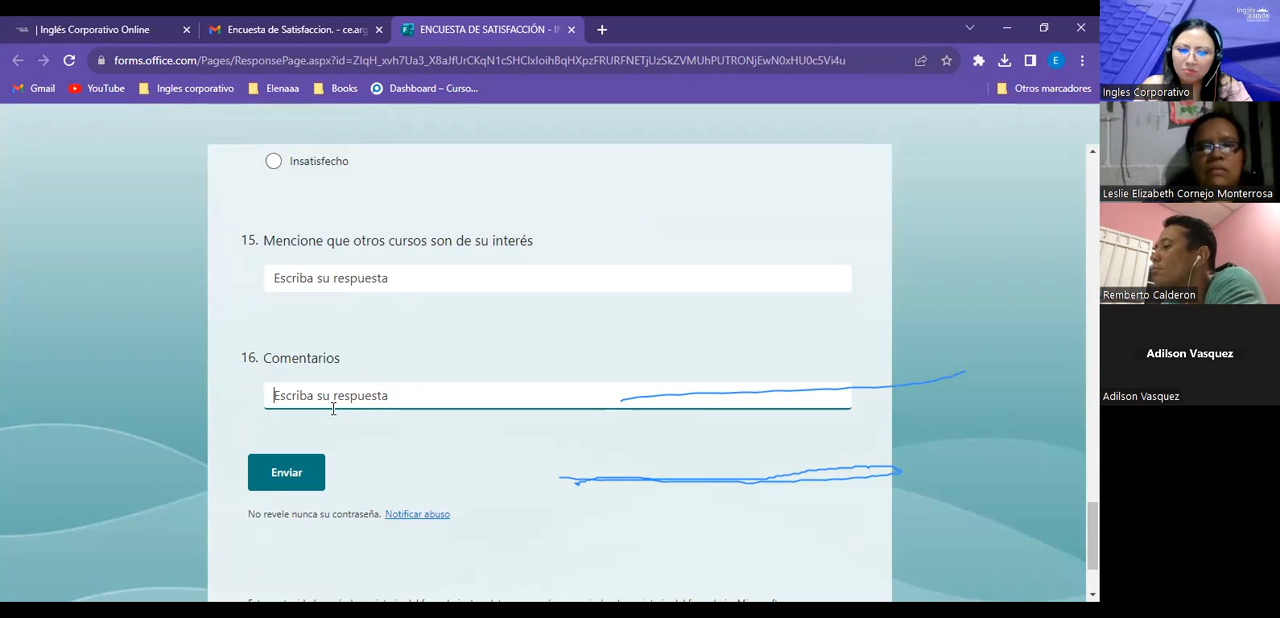 Inglés Corporativo Online
Encuesta de Satisfaccion. - ce.arg
ENCUESTA DE SATISFACCIÓN - IN
forms.office.com/Pages/ResponsePage.aspx?id=ZIqH_xvh7Ua3_X8aJfUrCKqN1cSHClxIoihBqHXpzFRURFNETjUzSkZVMUhPUTRONjEwN0xHU0c5Vi4u
E
Gmail
YouTube
Ingles corporativo
Elenaaa
Books
Dashboard – Curso...
Otros marcadores
Insatisfecho
15. Mencione que otros cursos son de su interés
Escriba su respuesta
16. Comentarios
Escriba su respuesta
Enviar
No revele nunca su contraseña. Notificar abuso
Ingles Corporativo
Leslie Elizabeth Cornejo Monterrosa
Remberto Calderon
Adilson Vasquez
Adilson Vasquez